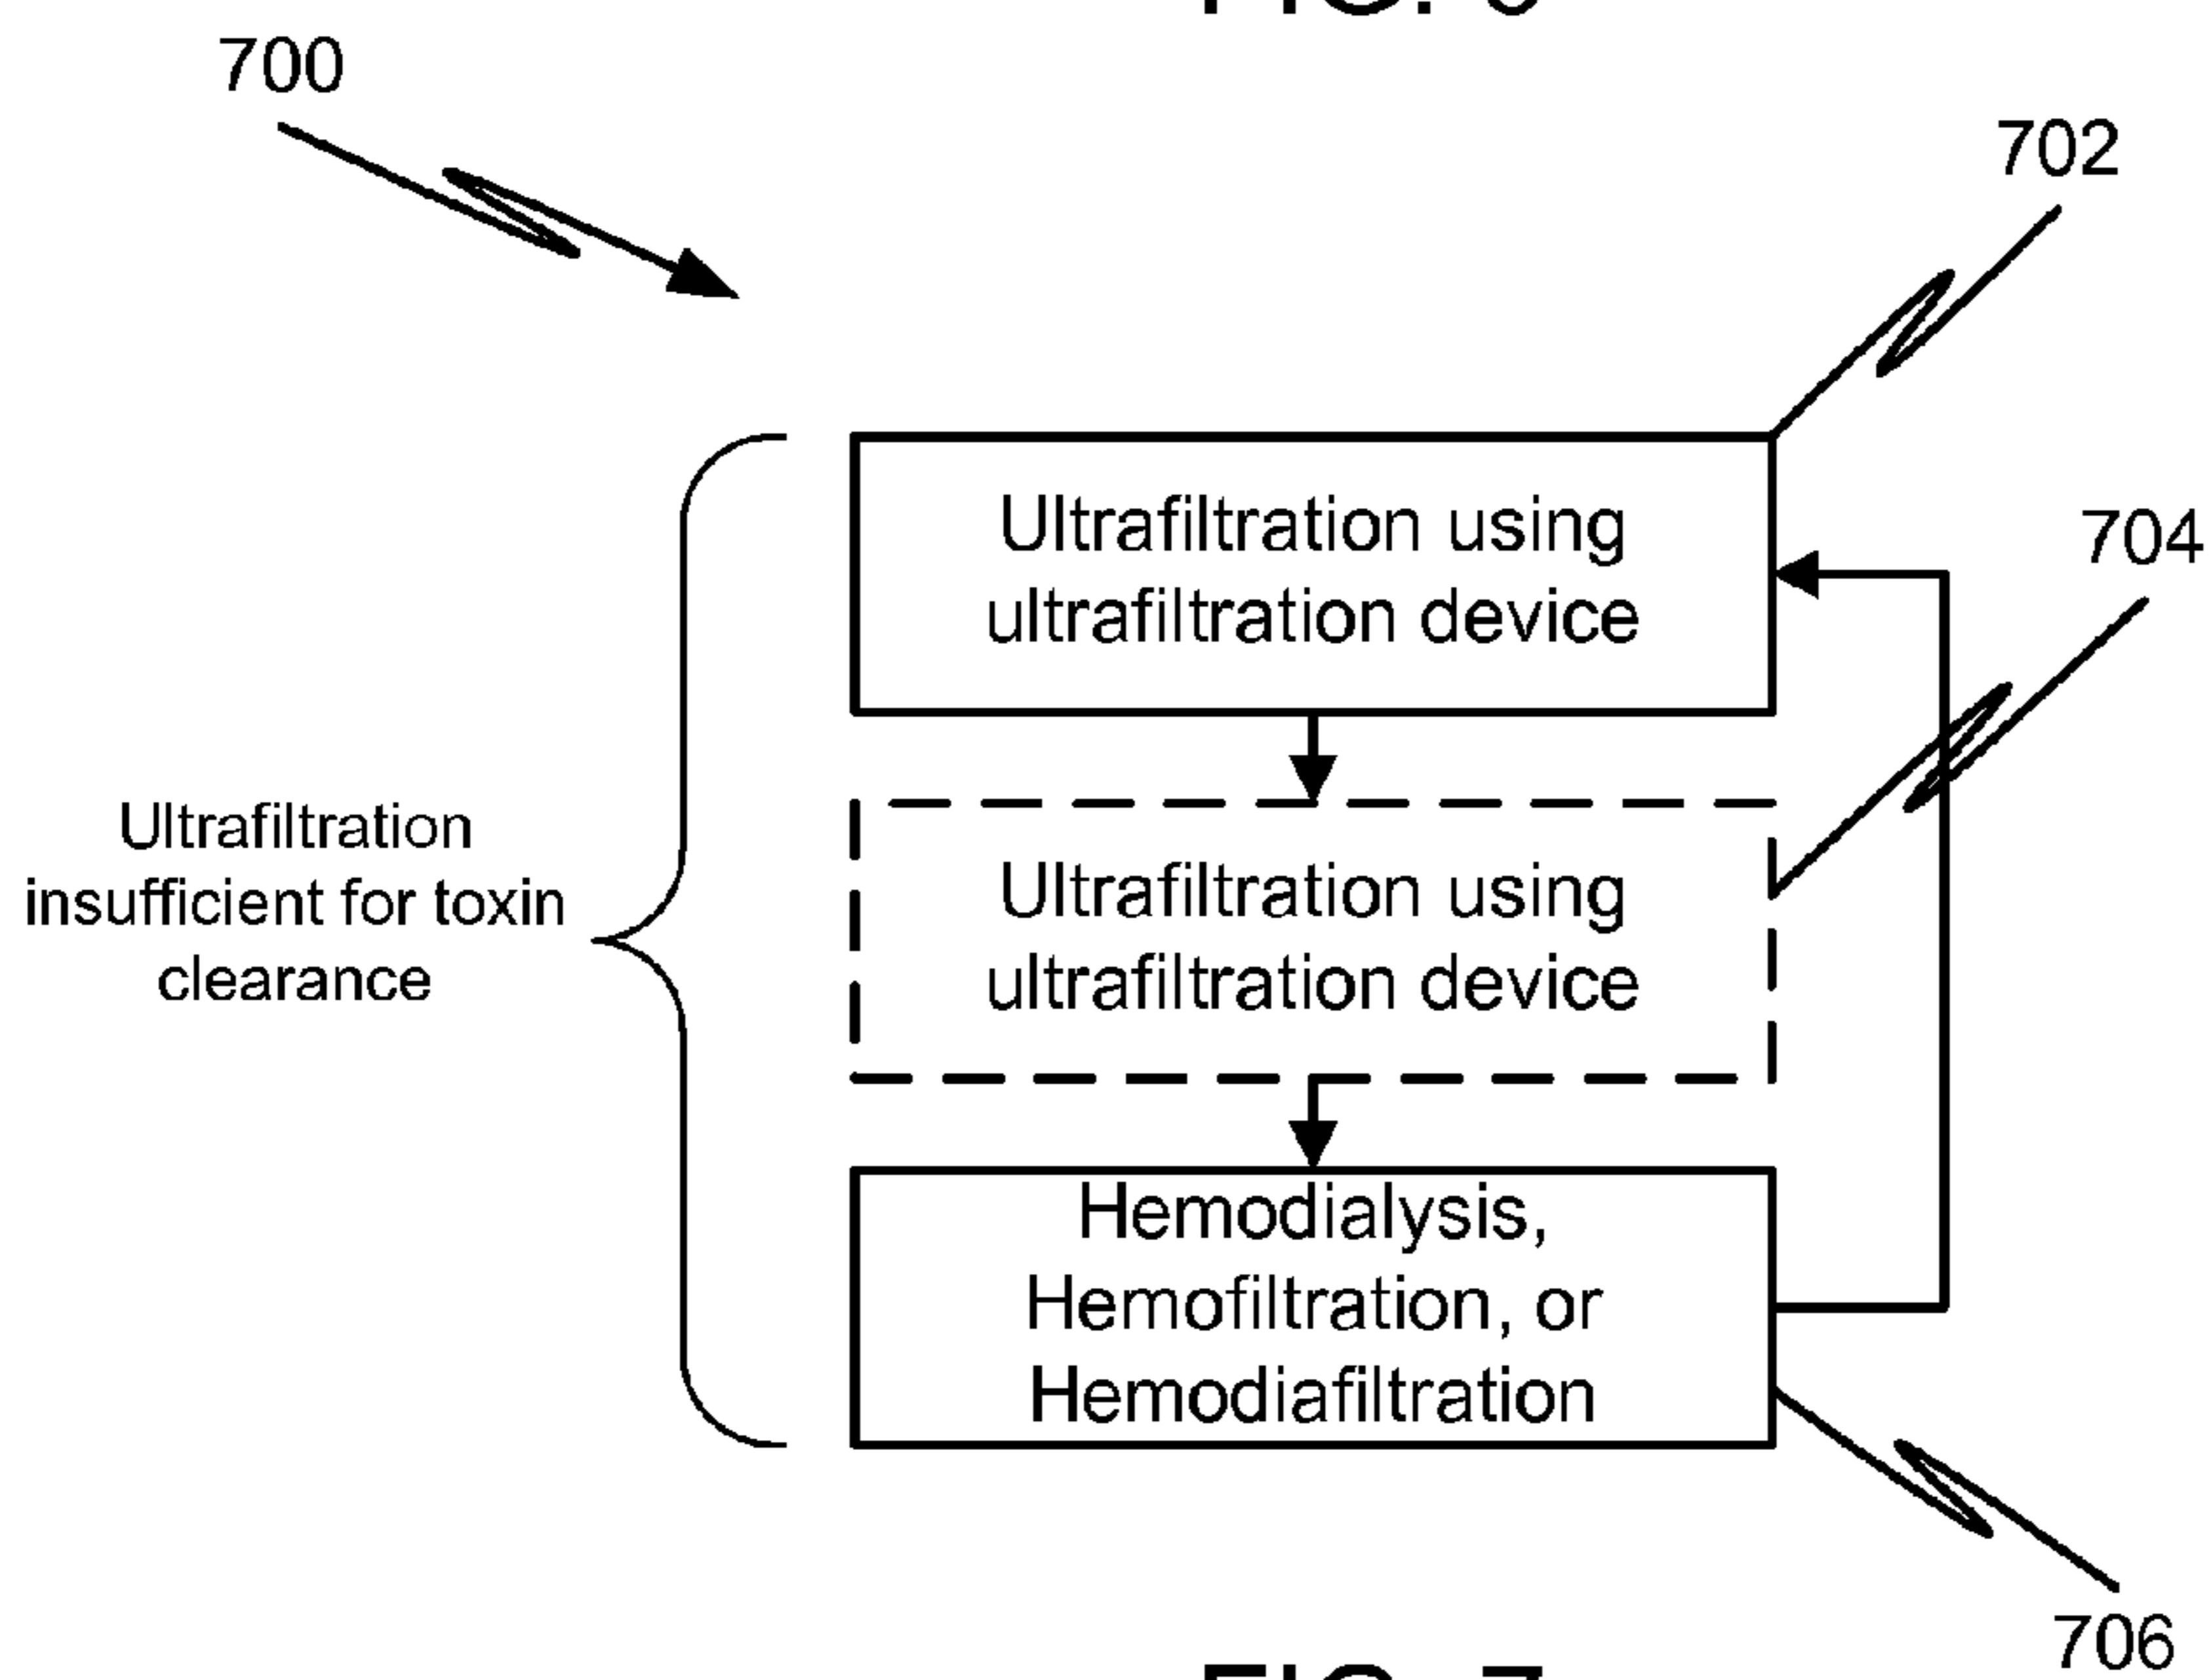 700
702
Ultrafiltration using
ultrafiltration device
704
Ultrafiltration
insufficient for toxin
clearance
Ultrafiltration using
ultrafiltration device
Hemodialysis,
Hemofiltration, or
Hemodiafiltration
706